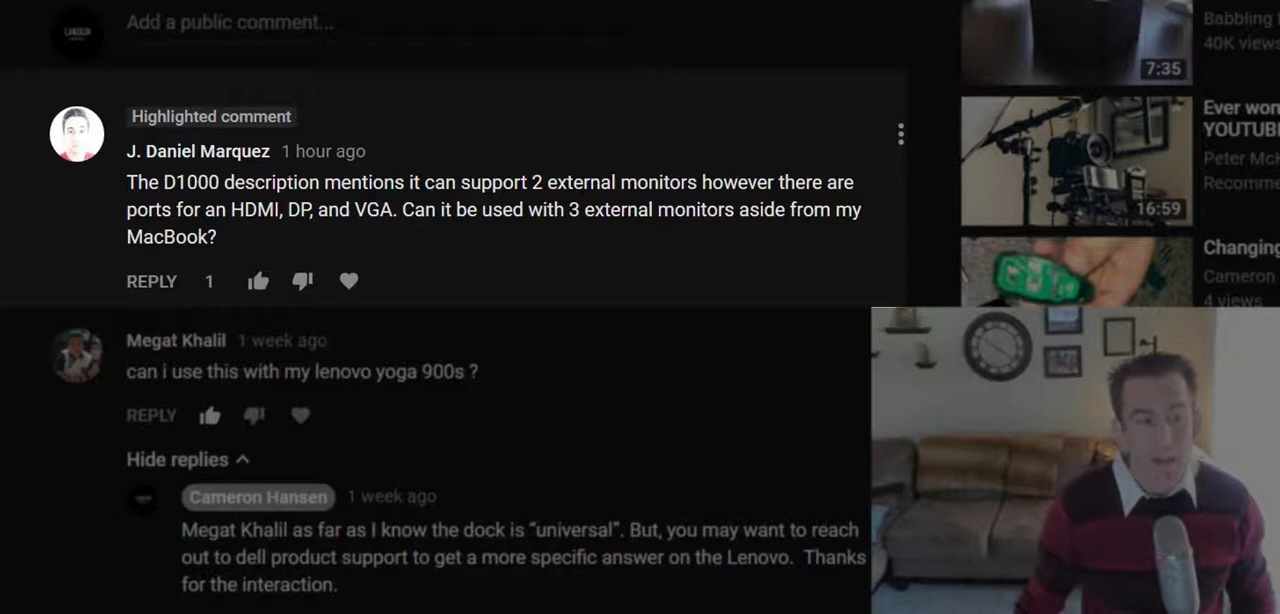 Add a public comment...
Highlighted comment
J. Daniel Marquez 1 hour ago
The D1000 description mentions it can support 2 external monitors however there are
ports for an HDMI, DP, and VGA. Can it be used with 3 external monitors aside from my
MacBook?
REPLY 1
Megat Khalil 1 week ago
can i use this with my lenovo yoga 900s ?
REPLY
Hide replies
Cameron Hansen 1 week ago
Megat Khalil as far as I know the dock is “universal”. But, you may want to reach
out to dell product support to get a more specific answer on the Lenovo. Thanks
for the interaction.
Babbling
40K views
7:35
Ever won
YOUTUB
Peter McK
Recomme
16:59
Changing
Cameron
4 views